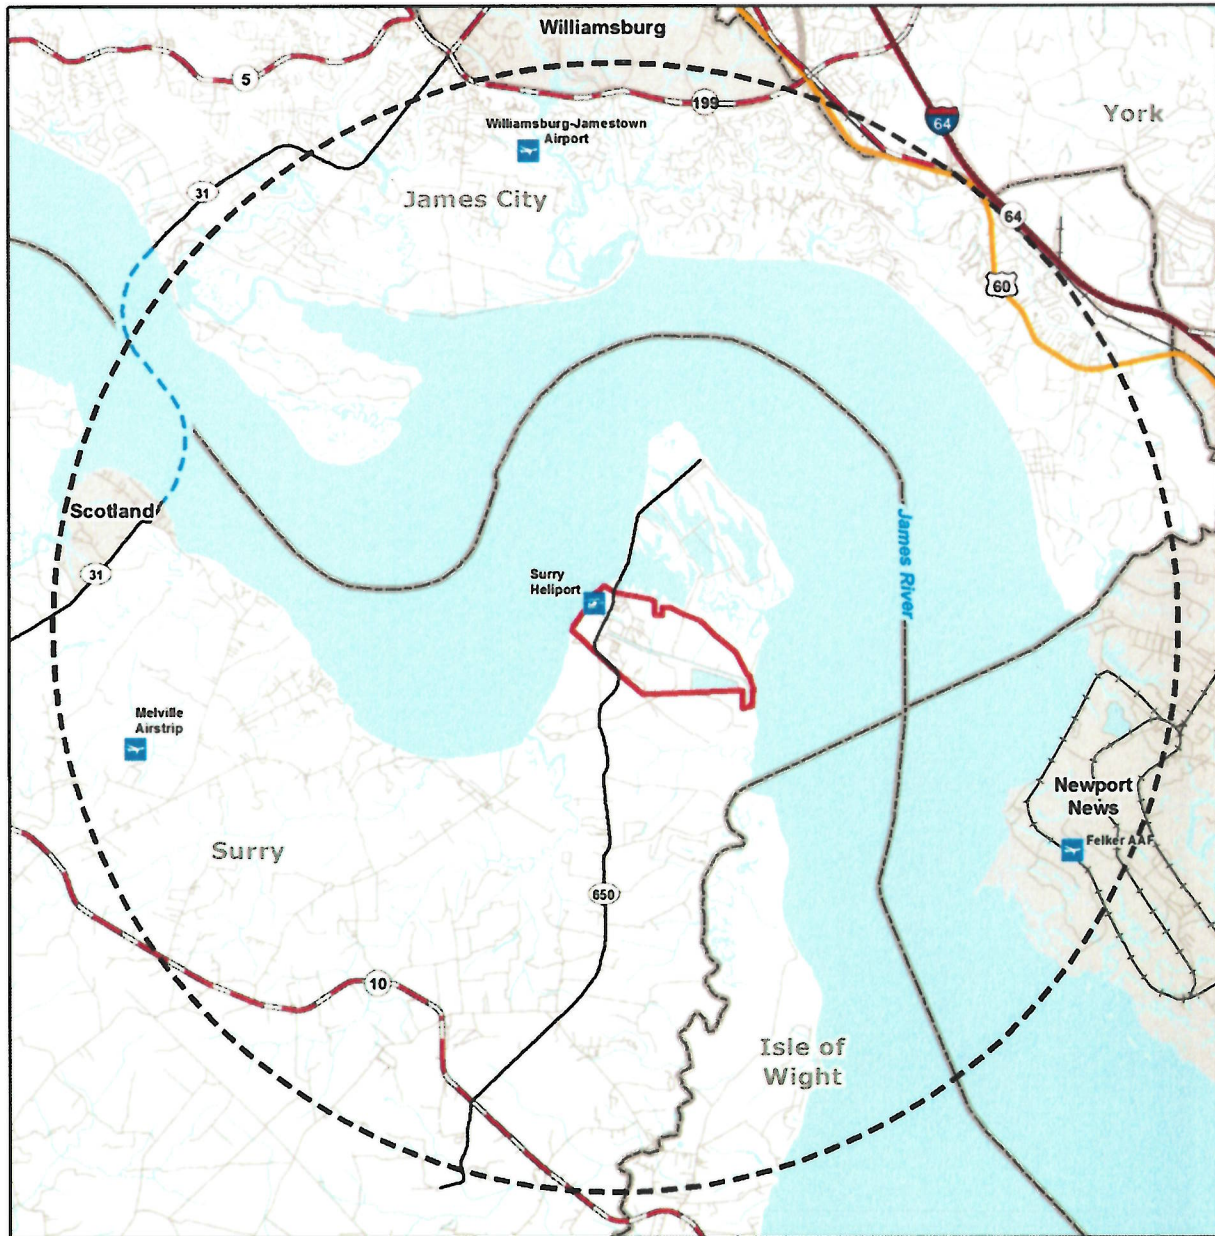 Williamsburg
5
199
64
York
Williamsburg-Jamestown
Airport
31
James City
64
60
Scotland
James River
31
Surry
Heliport
Melville
Airstrip
Newport
News
Felker AAF
Surry
650
10
Isle of
Wight